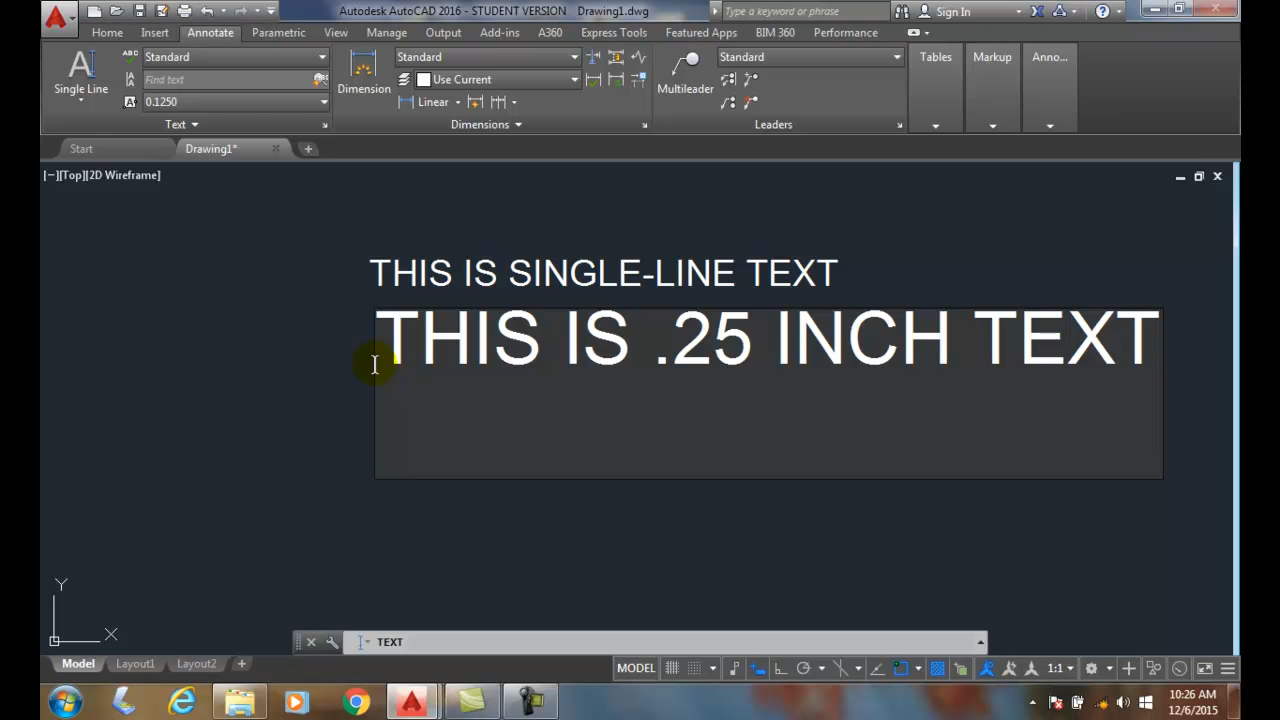 Autodesk AutoCAD 2016 - STUDENT VERSION Drawing1.dwg
Type a keyword or phrase
Sign In
Home Insert Annotate Parametric View Manage Output Add-ins A360 Express Tools Featured Apps BIM 360 Performance
Single Line
ABC
Standard
Find text
0.1250
Text
Dimension
Standard
Use Current
Linear
Dimensions
Multileader
Standard
Leaders
Tables
Markup
Anno...
Start
Drawing1*
[−][Top][2D Wireframe]
THIS IS SINGLE-LINE TEXT
THIS IS .25 INCH TEXT
Y
X
TEXT
Model Layout1 Layout2
MODEL
1:1
10:26 AM
12/6/2015